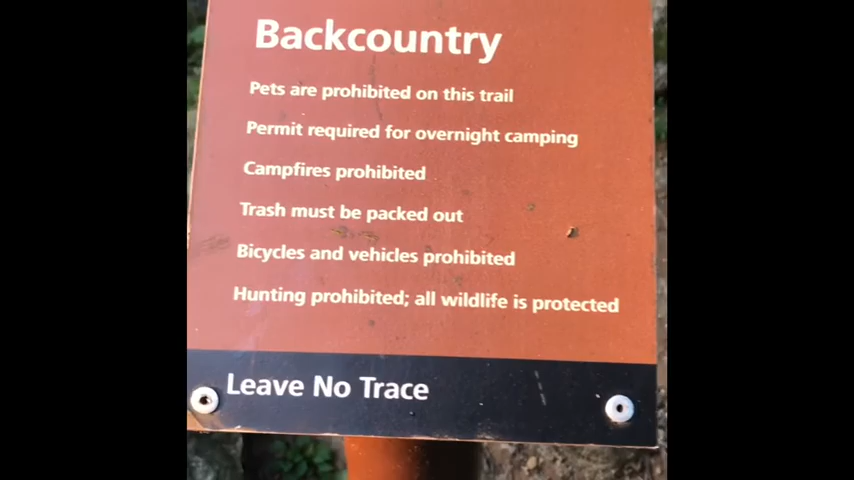 Backcountry
Pets are prohibited on this trail
Permit required for overnight camping
Campfires prohibited
Trash must be packed out
Bicycles and vehicles prohibited
Hunting prohibited; all wildlife is protected
Leave No Trace